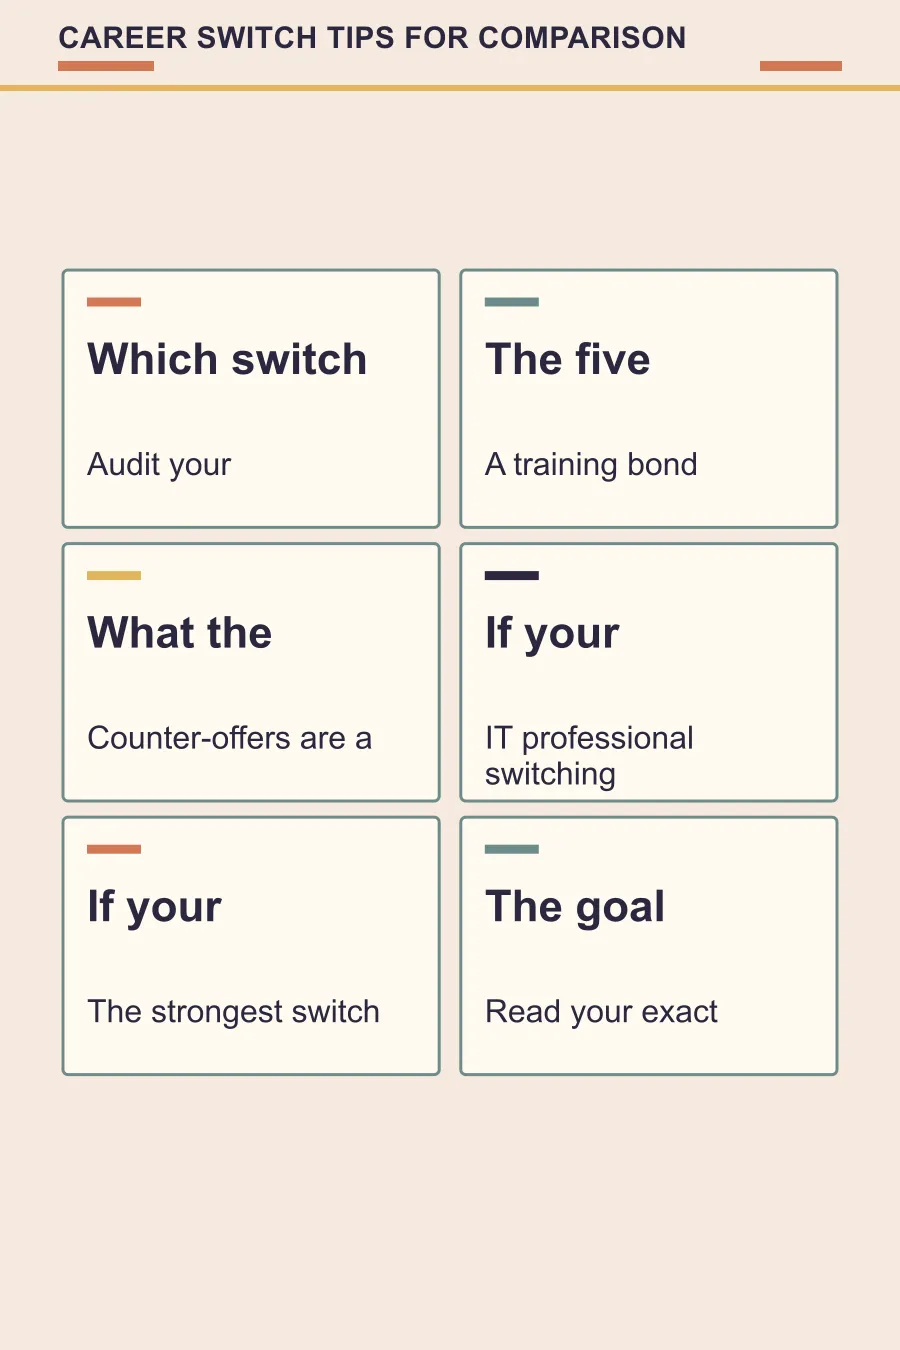 CAREER SWITCH TIPS FOR COMPARISON
Which switch
Audit your
The five
A training bond
What the
Counter-offers are a
If your
IT professional
switching
If your
The strongest switch
The goal
Read your exact